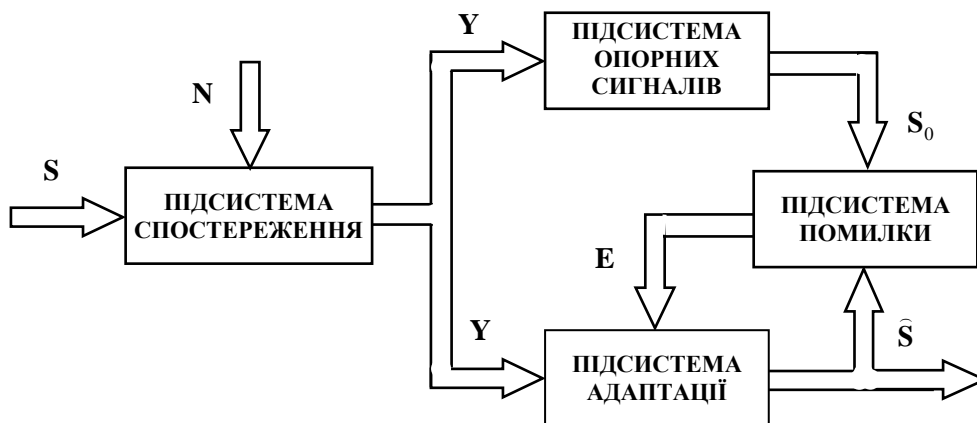 Y
ПІДСИСТЕМА
ОПОРНИХ
СИГНАЛІВ
N
S₀
S
ПІДСИСТЕМА
СПОСТЕРЕЖЕННЯ
ПІДСИСТЕМА
ПОМИЛКИ
E
Y
Ŝ
ПІДСИСТЕМА
АДАПТАЦІЇ